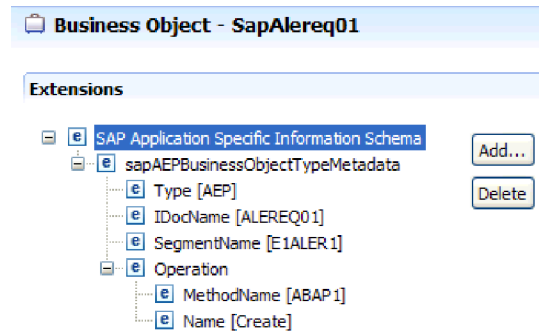 Business Object - SapAlereq01
Extensions
SAP Application Specific Information Schema
Add...
sapAEPBusinessObjectTypeMetadata
Type [AEP]
Delete
IDocName [ALEREQ01]
SegmentName [E1ALER1]
Operation
MethodName [ABAP1]
Name [Create]